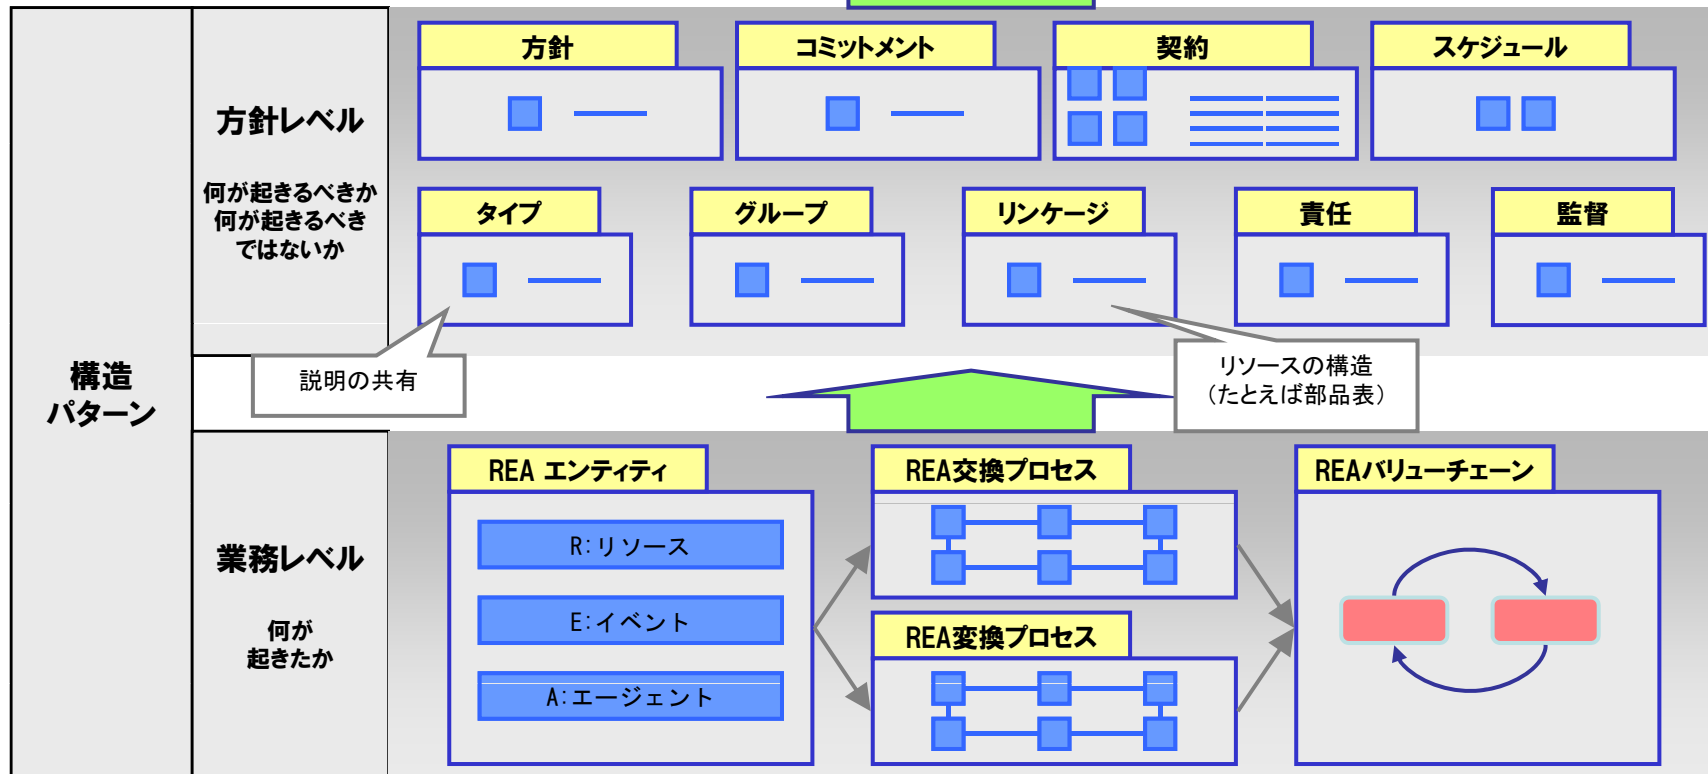 構造
パターン
方針レベル
何が起きるべきか
何が起きるべき
ではないか
方針
コミットメント
契約
スケジュール
タイプ
グループ
リンケージ
責任
監督
説明の共有
リソースの構造
(たとえば部品表)
業務レベル
何が
起きたか
REA エンティティ
R:リソース
E:イベント
A:エージェント
REA交換プロセス
REA変換プロセス
REAバリューチェーン